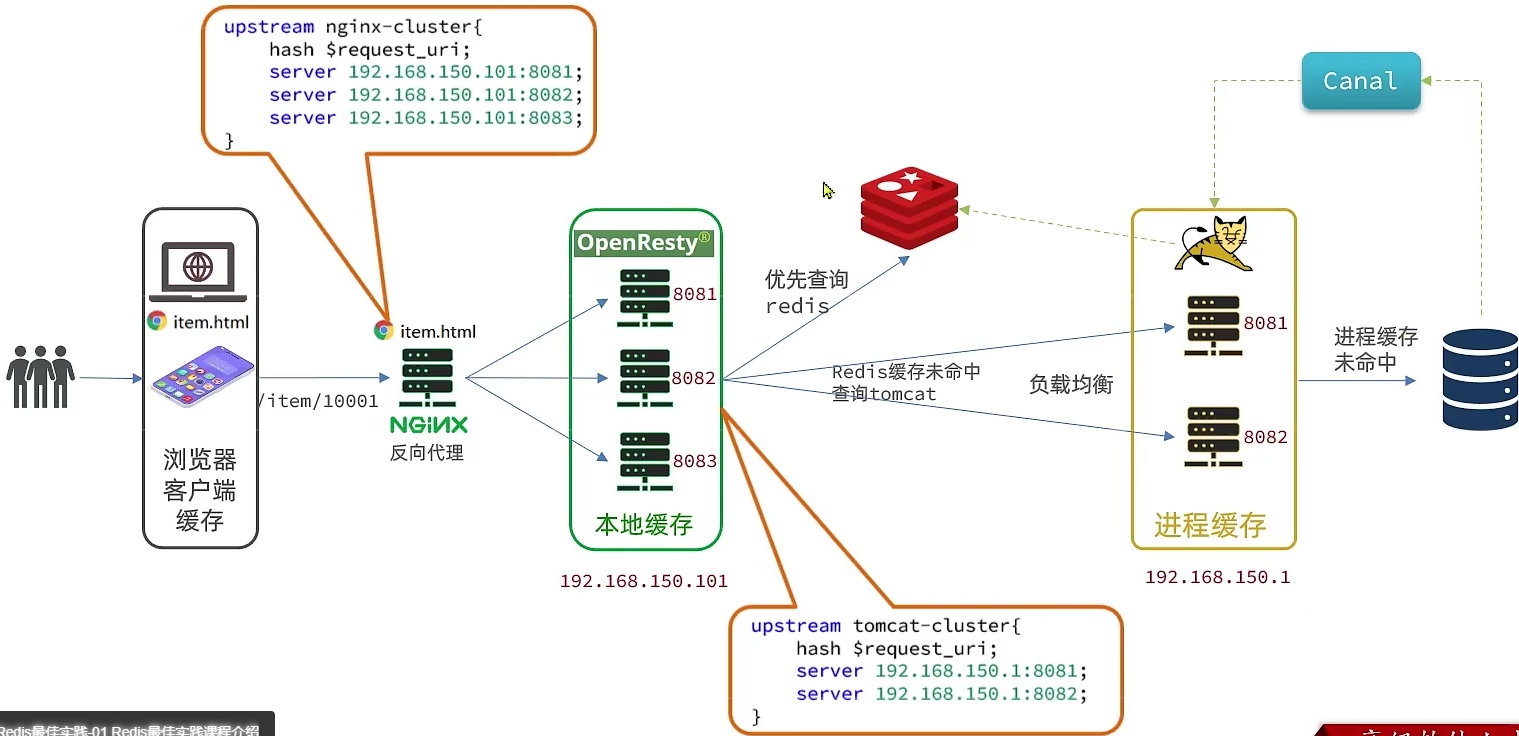 upstream nginx-cluster{
hash $request_uri;
server 192.168.150.101:8081;
server 192.168.150.101:8082;
server 192.168.150.101:8083;
}
Canal
OpenResty®
8081
8082
8083
本地缓存
192.168.150.101
item.html
浏览器
客户端
缓存
/item/10001
item.html
NGINX
反向代理
优先查询
redis
Redis缓存未命中
查询tomcat
负载均衡
8081
8082
进程缓存
192.168.150.1
进程缓存
未命中
upstream tomcat-cluster{
hash $request_uri;
server 192.168.150.1:8081;
server 192.168.150.1:8082;
}
Redis最佳实践-01 Redis最佳实践课程介绍